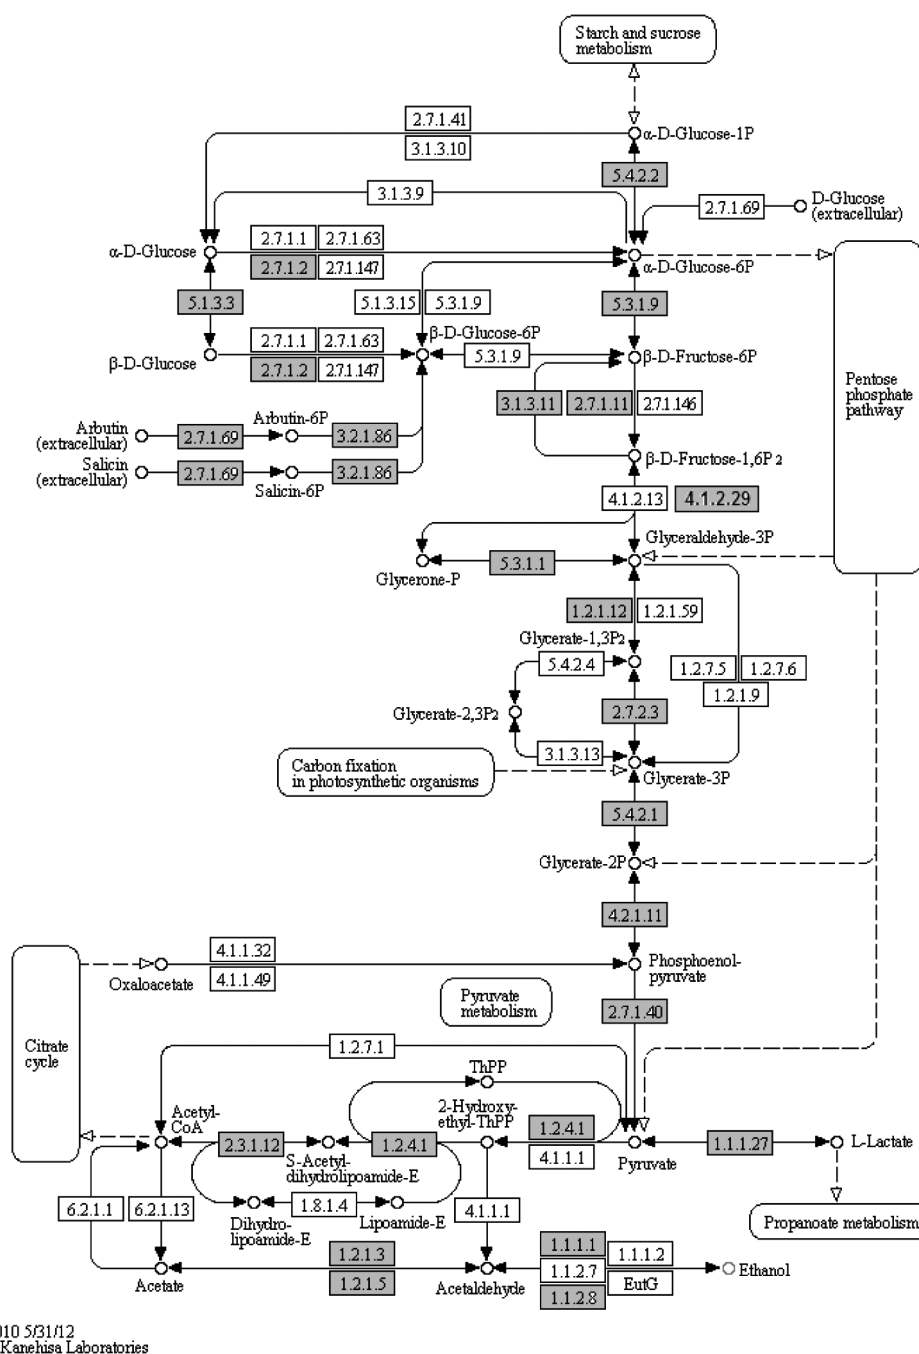 Starch and sucrose
metabolism
2.7.1.41
3.1.3.10
α-D-Glucose-1P
5.4.2.2
3.1.3.9
2.7.1.69
D-Glucose
(extracellular)
α-D-Glucose
2.7.1.1
2.7.1.63
2.7.1.2
2.7.1.147
α-D-Glucose-6P
5.1.3.3
5.1.3.15
5.3.1.9
5.3.1.9
β-D-Glucose
2.7.1.1
2.7.1.63
2.7.1.2
2.7.1.147
β-D-Glucose-6P
5.3.1.9
β-D-Fructose-6P
Pentose
phosphate
pathway
Arbutin
(extracellular)
2.7.1.69
Arbutin-6P
3.2.1.86
3.1.3.11
2.7.1.11
2.7.1.146
Salicin
(extracellular)
2.7.1.69
Salicin-6P
3.2.1.86
β-D-Fructose-1,6P2
4.1.2.13
4.1.2.29
Glyceraldehyde-3P
Glycerone-P
5.3.1.1
1.2.1.12
1.2.1.59
Glycerate-1,3P2
5.4.2.4
1.2.7.5
1.2.7.6
1.2.1.9
Glycerate-2,3P2
2.7.2.3
3.1.3.13
Carbon fixation
in photosynthetic organisms
Glycerate-3P
5.4.2.1
Glycerate-2P
4.2.1.11
4.1.1.32
Oxaloacetate
4.1.1.49
Phosphoenol-
pyruvate
Pyruvate
metabolism
2.7.1.40
Citrate
cycle
1.2.7.1
ThPP
Acetyl-
CoA
2-Hydroxy-
ethyl-ThPP
2.3.1.12
S-Acetyl-
dihydrolipoamide-E
1.2.4.1
1.2.4.1
4.1.1.1
Pyruvate
1.1.1.27
L-Lactate
6.2.1.1
6.2.1.13
Dihydro-
lipoamide-E
1.8.1.4
Lipoamide-E
4.1.1.1
Propanoate metabolism
Acetate
1.2.1.3
1.2.1.5
Acetaldehyde
1.1.1.1
1.1.2.7
1.1.2.8
1.1.1.2
EutG
Ethanol
010 5/31/12
Kanehisa Laboratories